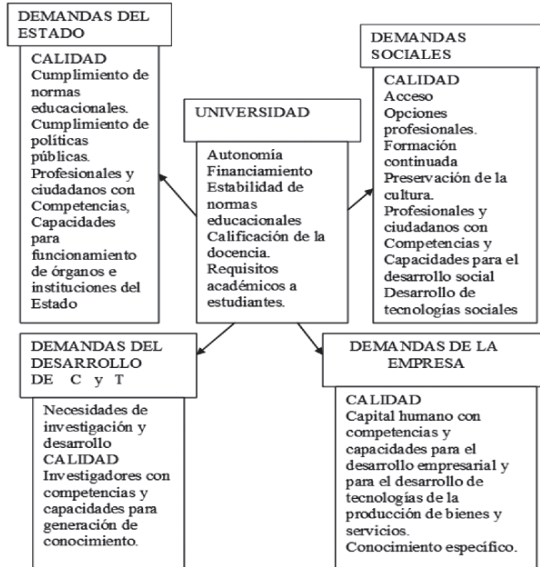 DEMANDAS DEL
ESTADO
CALIDAD
Cumplimiento de
normas
educacionales.
Cumplimiento de
políticas
públicas.
Profesionales y
ciudadanos con
Competencias,
Capacidades
para
funcionamiento
de órganos e
instituciones del
Estado
UNIVERSIDAD
Autonomía
Financiamiento
Estabilidad de
normas
educacionales
Calificación de la
docencia.
Requisitos
académicos a
estudiantes.
DEMANDAS
SOCIALES
CALIDAD
Acceso
Opciones
profesionales.
Formación
continuada
Preservación de la
cultura.
Profesionales y
ciudadanos con
Competencias y
Capacidades para el
desarrollo social
Desarrollo de
tecnologías sociales
DEMANDAS DEL
DESARROLLO
DE C y T
Necesidades de
investigación y
desarrollo
CALIDAD
Investigadores con
competencias y
capacidades para
generación de
conocimiento.
DEMANDAS DE LA
EMPRESA
CALIDAD
Capital humano con
competencias y
capacidades para el
desarrollo empresarial y
para el desarrollo de
tecnologías de la
producción de bienes y
servicios.
Conocimiento específico.